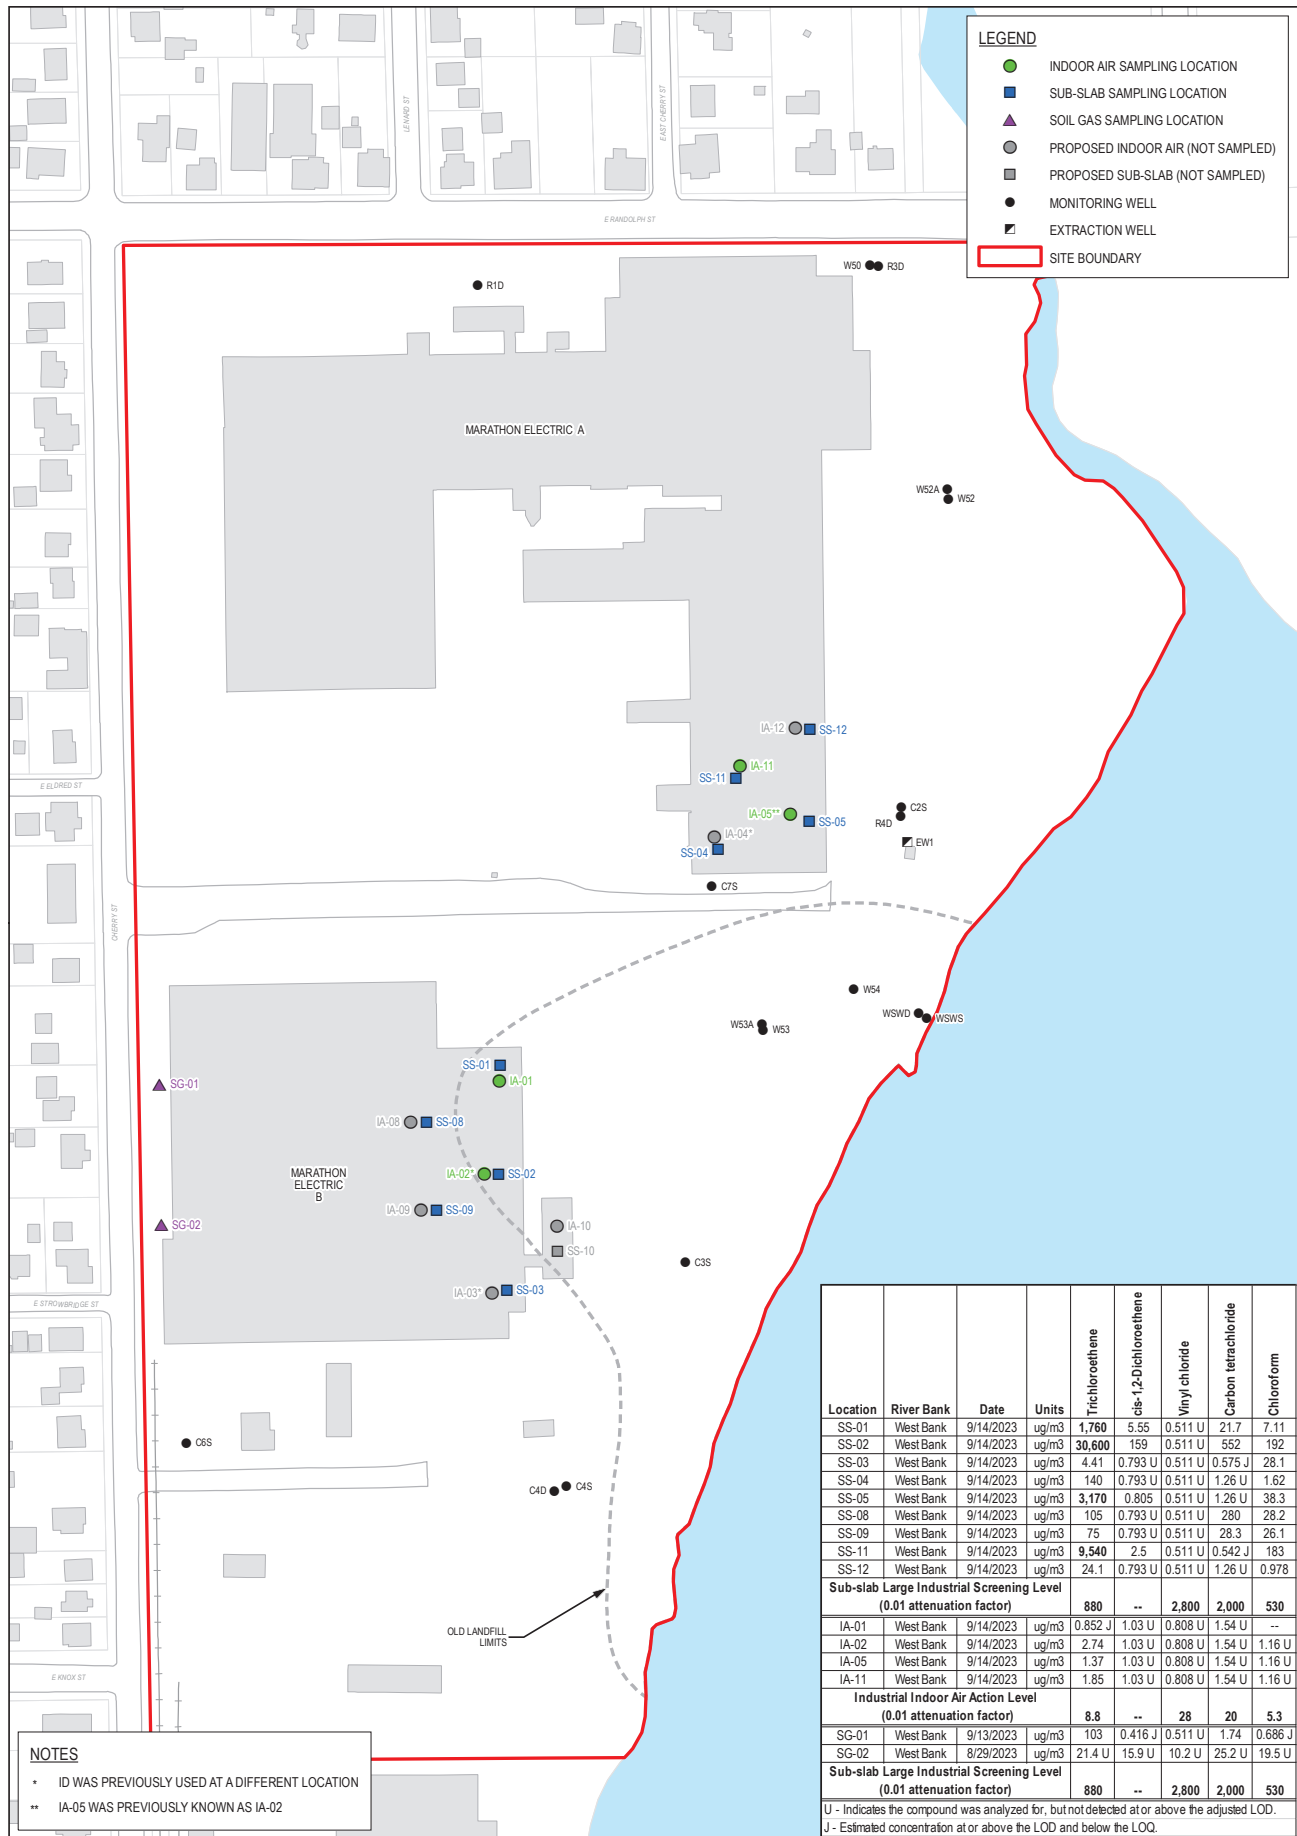 LEGEND
INDOOR AIR SAMPLING LOCATION
SUB-SLAB SAMPLING LOCATION
SOIL GAS SAMPLING LOCATION
PROPOSED INDOOR AIR (NOT SAMPLED)
PROPOSED SUB-SLAB (NOT SAMPLED)
MONITORING WELL
EXTRACTION WELL
SITE BOUNDARY
LENARD ST
EAST CHERRY ST
E RANDOLPH ST
W50 R3D
R1D
MARATHON ELECTRIC A
W52A
W52
IA-12 SS-12
IA-11
SS-11
E ELDRED ST
IA-05** SS-05
C2S
R4D
IA-04*
EW1
SS-04
C7S
CHERRY ST
W54
WSWD
WSWS
W53A
W53
SS-01
SG-01
IA-01
IA-08 SS-08
MARATHON
ELECTRIC
B
IA-02* SS-02
IA-09 SS-09
SG-02
IA-10
SS-10
C3S
IA-03* SS-03
E STROWBRIDGE ST
C6S
C4D C4S
OLD LANDFILL
LIMITS
E KNOX ST
Location River Bank Date Units Trichloroethene cis-1,2-Dichloroethene Vinyl chloride Carbon tetrachloride Chloroform
SS-01 West Bank 9/14/2023 ug/m3 1,760 5.55 0.511 U 21.7 7.11
SS-02 West Bank 9/14/2023 ug/m3 30,600 159 0.511 U 552 192
SS-03 West Bank 9/14/2023 ug/m3 4.41 0.793 U 0.511 U 0.575 J 28.1
SS-04 West Bank 9/14/2023 ug/m3 140 0.793 U 0.511 U 1.26 U 1.62
SS-05 West Bank 9/14/2023 ug/m3 3,170 0.805 0.511 U 1.26 U 38.3
SS-08 West Bank 9/14/2023 ug/m3 105 0.793 U 0.511 U 280 28.2
SS-09 West Bank 9/14/2023 ug/m3 75 0.793 U 0.511 U 28.3 26.1
SS-11 West Bank 9/14/2023 ug/m3 9,540 2.5 0.511 U 0.542 J 183
SS-12 West Bank 9/14/2023 ug/m3 24.1 0.793 U 0.511 U 1.26 U 0.978
Sub-slab Large Industrial Screening Level
(0.01 attenuation factor) 880 -- 2,800 2,000 530
IA-01 West Bank 9/14/2023 ug/m3 0.852 J 1.03 U 0.808 U 1.54 U --
IA-02 West Bank 9/14/2023 ug/m3 2.74 1.03 U 0.808 U 1.54 U 1.16 U
IA-05 West Bank 9/14/2023 ug/m3 1.37 1.03 U 0.808 U 1.54 U 1.16 U
IA-11 West Bank 9/14/2023 ug/m3 1.85 1.03 U 0.808 U 1.54 U 1.16 U
Industrial Indoor Air Action Level
(0.01 attenuation factor) 8.8 -- 28 20 5.3
SG-01 West Bank 9/13/2023 ug/m3 103 0.416 J 0.511 U 1.74 0.686 J
SG-02 West Bank 8/29/2023 ug/m3 21.4 U 15.9 U 10.2 U 25.2 U 19.5 U
Sub-slab Large Industrial Screening Level
(0.01 attenuation factor) 880 -- 2,800 2,000 530
U - Indicates the compound was analyzed for, but not detected at or above the adjusted LOD.
J - Estimated concentration at or above the LOD and below the LOQ.
NOTES
* ID WAS PREVIOUSLY USED AT A DIFFERENT LOCATION
** IA-05 WAS PREVIOUSLY KNOWN AS IA-02